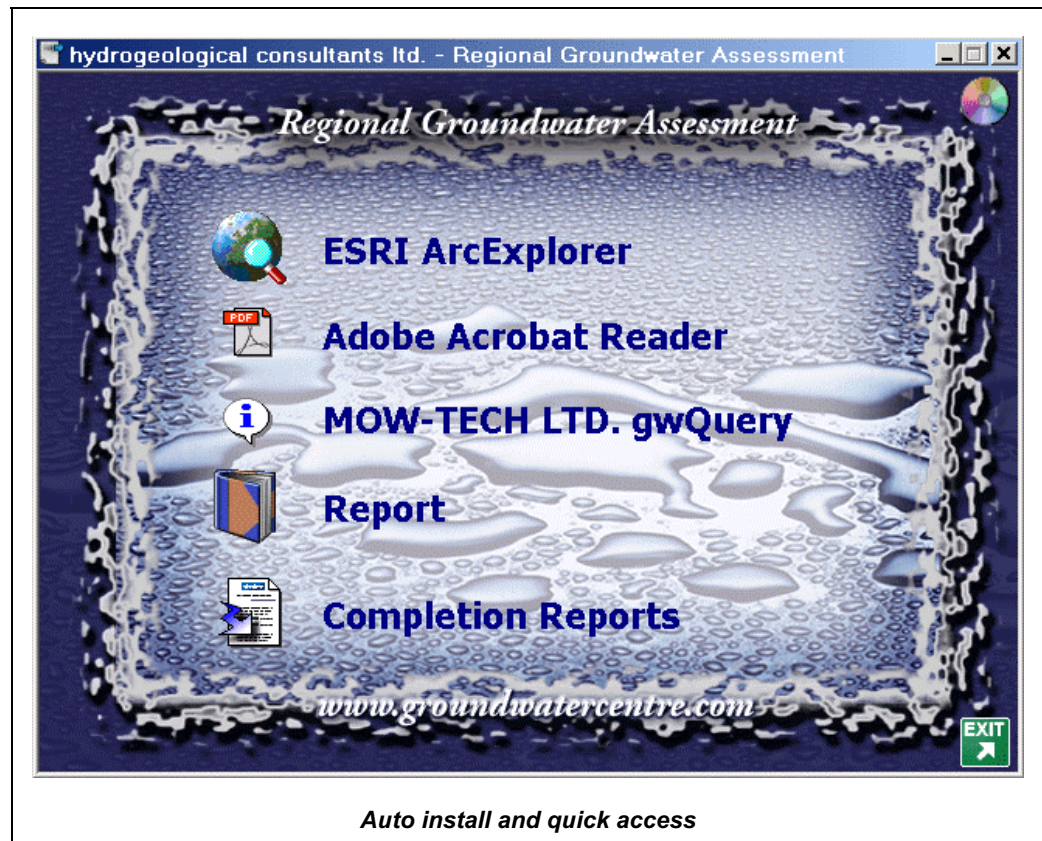 hydrogeological consultants ltd. - Regional Groundwater Assessment
Regional Groundwater Assessment
ESRI ArcExplorer
PDF
Adobe Acrobat Reader
i
MOW-TECH LTD. gwQuery
Report
Completion Reports
www.groundwatercentre.com
EXIT
Auto install and quick access